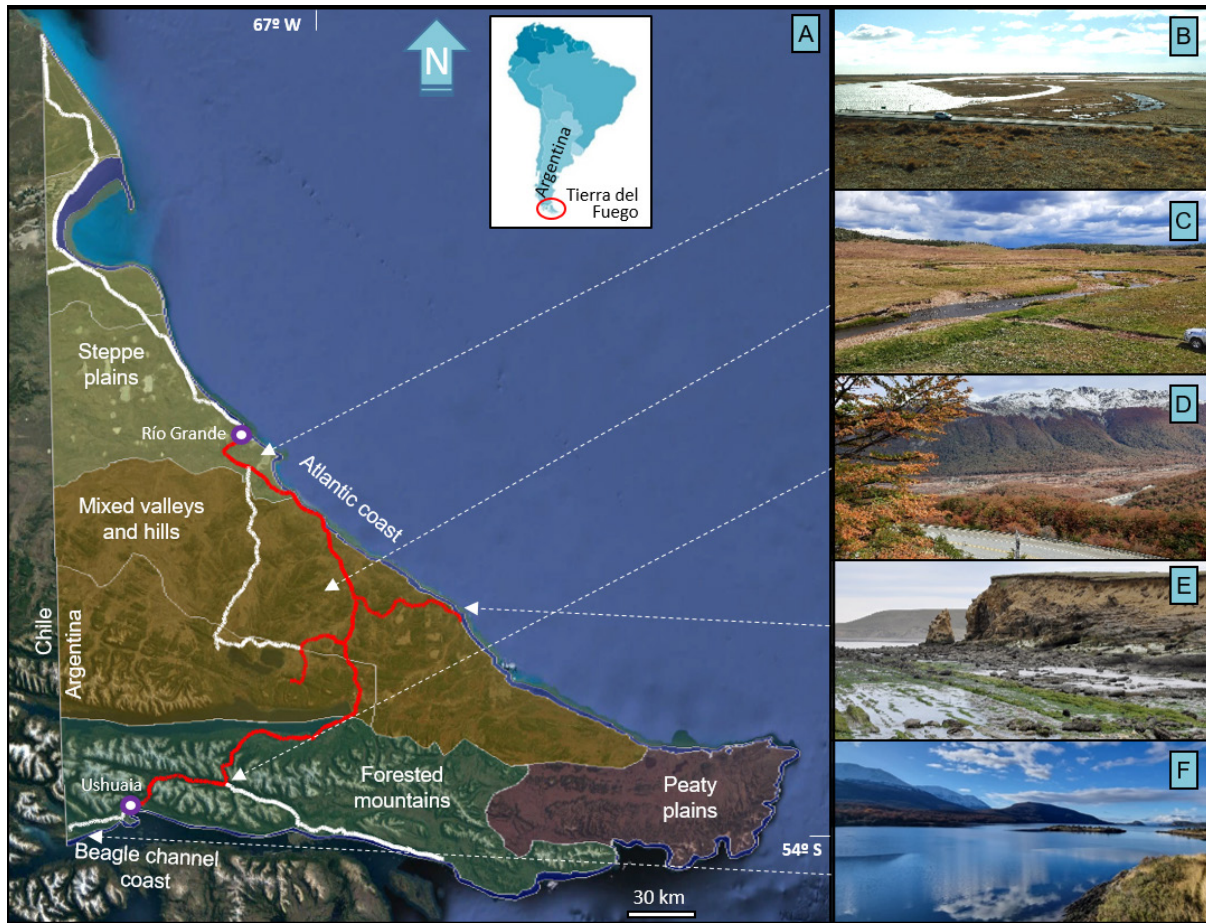 67º W
N
A
Argentina
Tierra del
Fuego
Steppe
plains
Río Grande
Atlantic coast
Mixed valleys
and hills
Chile
Argentina
Ushuaia
Forested
mountains
Peaty
plains
Beagle channel
coast
54º S
30 km
B
C
D
E
F